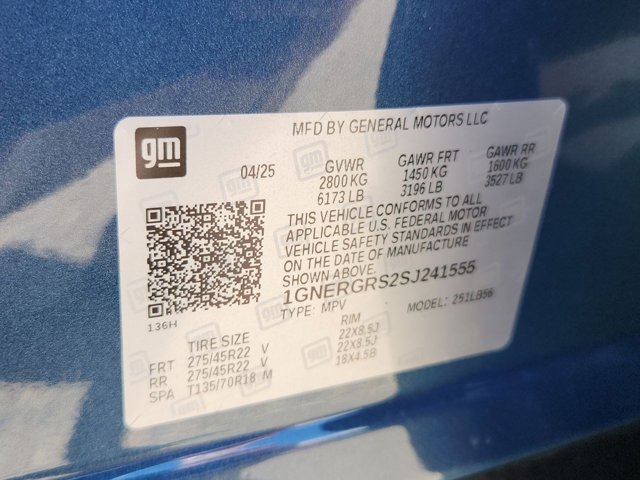 MFD BY GENERAL MOTORS LLC
gm
04/25 GVWR GAWR FRT GAWR RR
2800 KG 1450 KG 1600 KG
6173 LB 3196 LB 3527 LB
THIS VEHICLE CONFORMS TO ALL
APPLICABLE U.S. FEDERAL MOTOR
VEHICLE SAFETY STANDARDS IN EFFECT
ON THE DATE OF MANUFACTURE
SHOWN ABOVE.
1GNERGRS2SJ241555
TYPE: MPV MODEL: 251LB56
136H
TIRE SIZE RIM
FRT 275/45R22 V 22X8.5J
RR 275/45R22 V 22X8.5J
SPA T135/70R18 M 18X4.5B